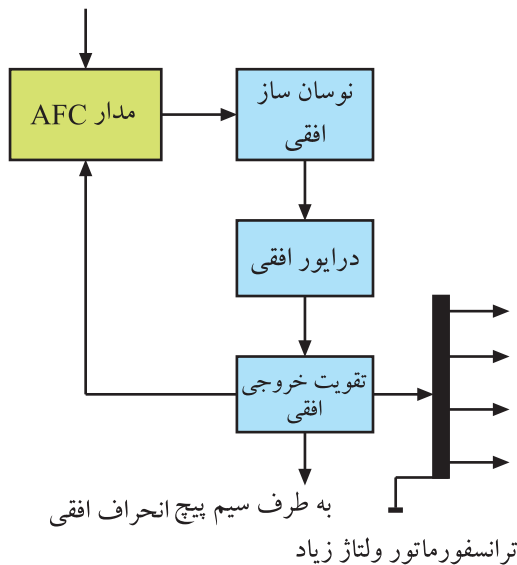 مدار AFC
نوسان ساز
افقی
درایور افقی
تقویت خروجی
افقی
به طرف سیم پیچ انحراف افقی
ترانسفورماتور ولتاژ زیاد